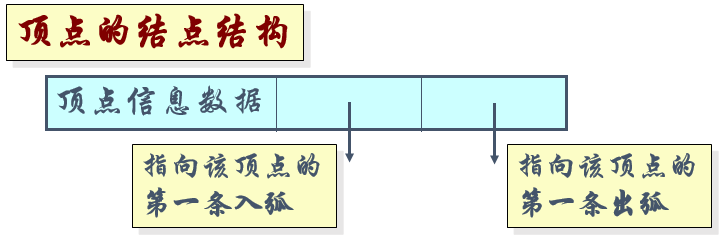 顶点的结点结构
顶点信息数据
指向该顶点的
第一条入弧
指向该顶点的
第一条出弧